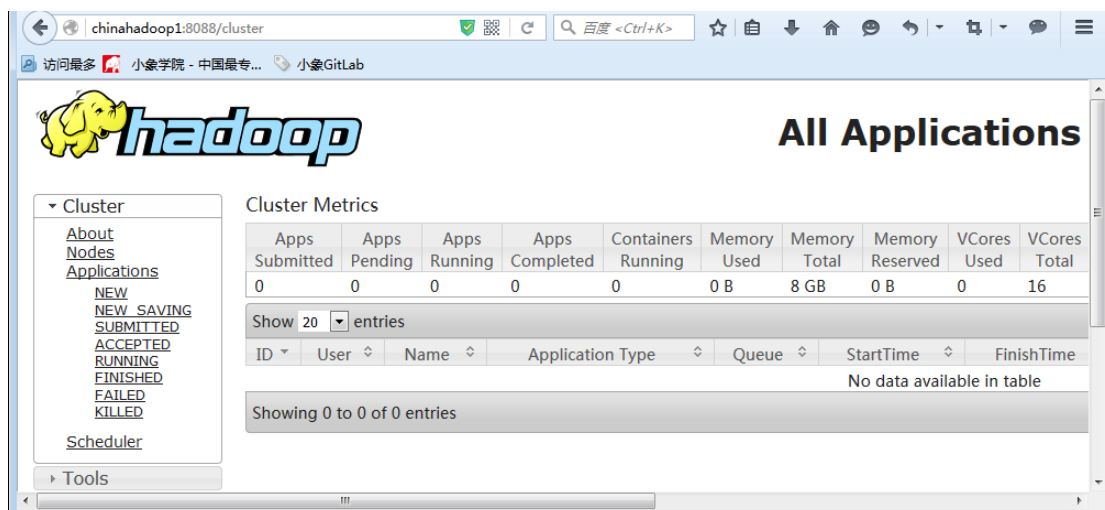 chinahadoop1:8088/cluster
百度 <Ctrl+K>
访问最多 小象学院 - 中国最专... 小象GitLab
hadoop
All Applications
Cluster
About
Nodes
Applications
NEW
NEW_SAVING
SUBMITTED
ACCEPTED
RUNNING
FINISHED
FAILED
KILLED
Scheduler
Tools
Cluster Metrics
Apps Submitted Apps Pending Apps Running Apps Completed Containers Running Memory Used Memory Total Memory Reserved VCores Used VCores Total
0 0 0 0 0 0 B 8 GB 0 B 0 16
Show 20 entries
ID User Name Application Type Queue StartTime FinishTime
No data available in table
Showing 0 to 0 of 0 entries